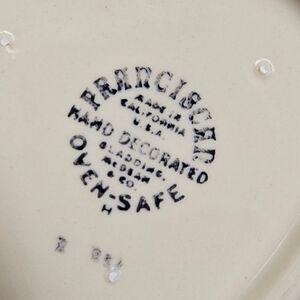 FRANCISCAN
MADE IN
CALIFORNIA
U.S.A.
HAND DECORATED
GLADDING,
McBEAN
& CO.
OVEN-SAFE
H